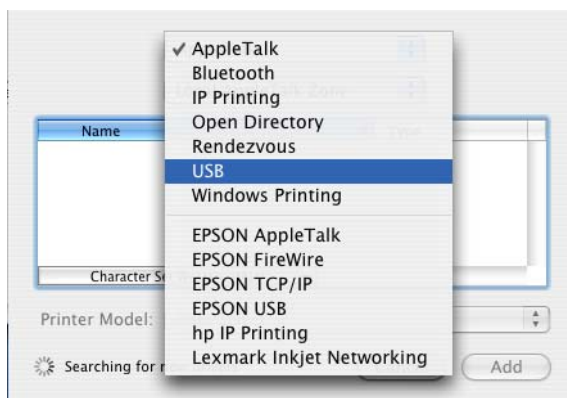 AppleTalk
Bluetooth
IP Printing
Open Directory
Rendezvous
Name
USB
Windows Printing
EPSON AppleTalk
EPSON FireWire
EPSON TCP/IP
Character
EPSON USB
Printer Model:
hp IP Printing
Lexmark Inkjet Networking
Searching for
Add